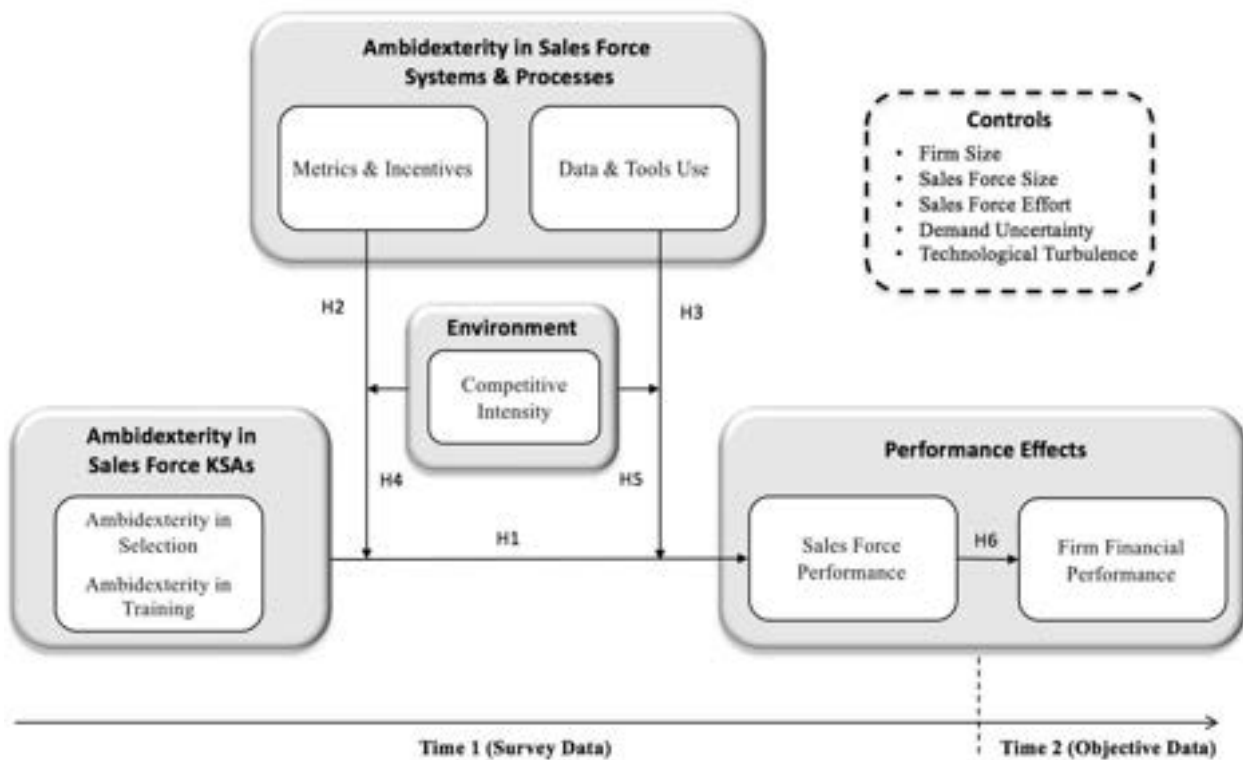 Ambidexterity in Sales Force
Systems & Processes
Metrics & Incentives
Data & Tools Use
Controls
• Firm Size
• Sales Force Size
• Sales Force Effort
• Demand Uncertainty
• Technological Turbulence
H2
H3
Environment
Competitive
Intensity
H4
H5
Ambidexterity in
Sales Force KSAs
Ambidexterity in
Selection
Ambidexterity in
Training
H1
Performance Effects
Sales Force
Performance
H6
Firm Financial
Performance
Time 1 (Survey Data)
Time 2 (Objective Data)